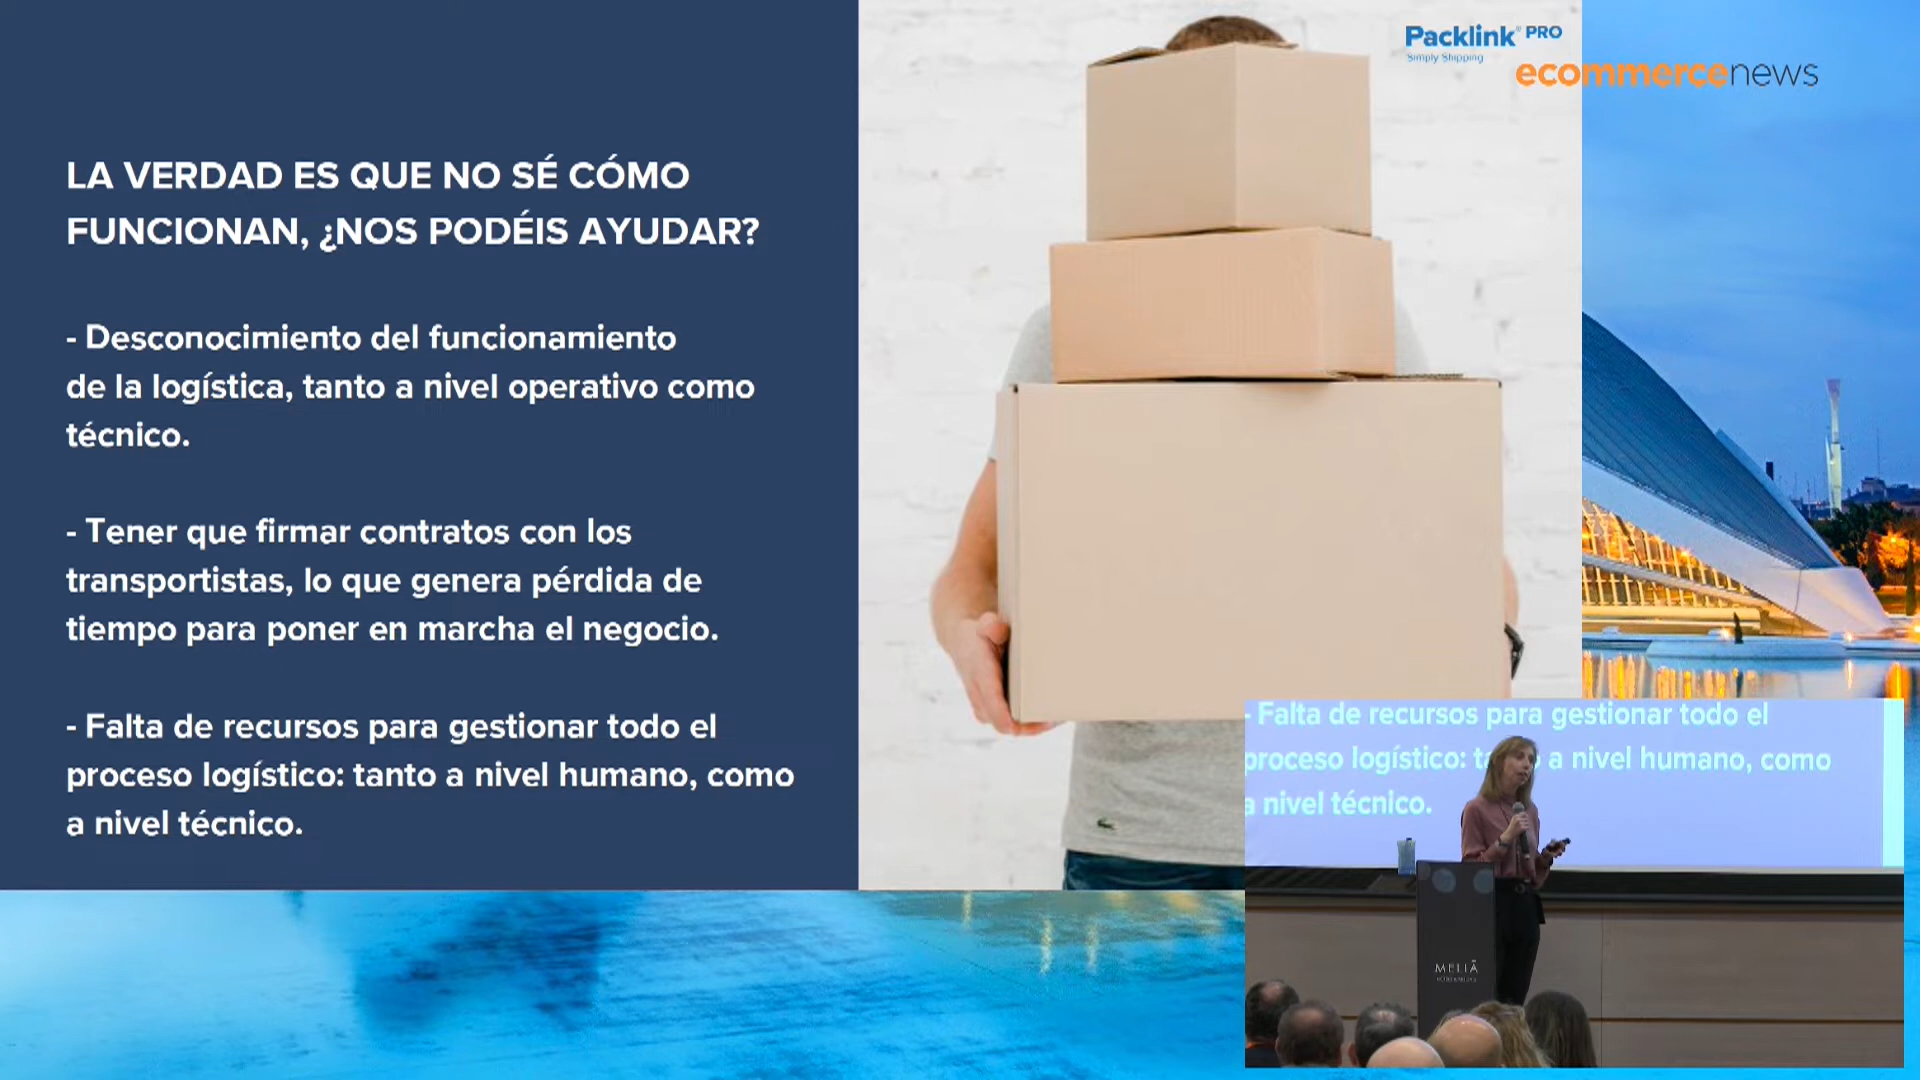 Packlink® PRO
Simply Shipping
ecommercenews
LA VERDAD ES QUE NO SÉ CÓMO
FUNCIONAN, ¿NOS PODÉIS AYUDAR?
- Desconocimiento del funcionamiento
de la logística, tanto a nivel operativo como
técnico.
- Tener que firmar contratos con los
transportistas, lo que genera pérdida de
tiempo para poner en marcha el negocio.
- Falta de recursos para gestionar todo el
proceso logístico: tanto a nivel humano, como
a nivel técnico.
- Falta de recursos para gestionar todo el
proceso logístico: ta o a nivel humano, como
a nivel técnico.
MELIÃ